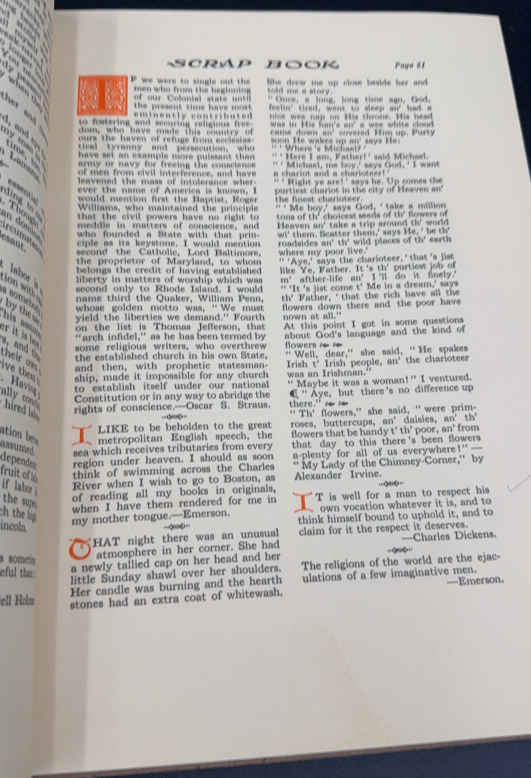 SCRAP BOOK
Page 51
IF we were to single out the
men who from the beginning
of our Colonial state until
the present time have most
eminently contributed
to fostering and securing religious free-
dom, who have made this country of
ours the haven of refuge from ecclesias-
tical tyranny and persecution, who
have set an example more puissant than
army or navy for freeing the conscience
of men from civil interference, and have
leavened the mass of intolerance wher-
ever the name of America is known, I
would mention first the Baptist, Roger
Williams, who maintained the principle
that the civil powers have no right to
meddle in matters of conscience, and
who founded a State with that prin-
ciple as its keystone. I would mention
second the Catholic, Lord Baltimore,
the proprietor of Maryland, to whom
belongs the credit of having established
liberty in matters of worship which was
second only to Rhode Island. I would
name third the Quaker, William Penn,
whose golden motto was, "We must
yield the liberties we demand." Fourth
on the list is Thomas Jefferson, that
"arch infidel," as he has been termed by
some religious writers, who overthrew
the established church in his own State,
and then, with prophetic statesman-
ship, made it impossible for any church
to establish itself under our national
Constitution or in any way to abridge the
rights of conscience.—Oscar S. Straus.
I LIKE to be beholden to the great
metropolitan English speech, the
sea which receives tributaries from every
region under heaven. I should as soon
think of swimming across the Charles
River when I wish to go to Boston, as
of reading all my books in originals,
when I have them rendered for me in
my mother tongue.—Emerson.
THAT night there was an unusual
atmosphere in her corner. She had
a newly tallied cap on her head and her
little Sunday shawl over her shoulders.
Her candle was burning and the hearth
stones had an extra coat of whitewash.
She drew me up close beside her and
told me a story.
"Once, a long, long time ago, God,
feelin' tired, went to sleep an' had a
nice wee nap on His throne. His head
was in His han's an' a wee white cloud
came down an' covered Him up. Purty
soon He wakes up an' says He:
"'Where's Michael?'
"'Here I am, Father!' said Michael.
"'Michael, me boy,' says God, 'I want
a chariot and a charioteer!'
"'Right ye are!' says he. Up comes the
purtiest chariot in the city of Heaven an'
the finest charioteer.
"'Me boy,' says God, 'take a million
tons of th' choicest seeds of th' flowers of
Heaven an' take a trip around th' world
wi' them. Scatter them,' says He, 'be th'
roadsides an' th' wild places of th' earth
where my poor live.'
"'Aye,' says the charioteer, 'that's jist
like Ye, Father. It's th' purtiest job of
m' afther-life an' I'll do it finely.'
"'It's jist come t' Me in a dream,' says
th' Father, 'that the rich have all the
flowers down there and the poor have
nown at all.'"
At this point I got in some questions
about God's language and the kind of
flowers
"Well, dear," she said, "He spakes
Irish t' Irish people, an' the charioteer
was an Irishman."
"Maybe it was a woman!" I ventured.
¶ "Aye, but there's no difference up
there."
"Th' flowers," she said, "were prim-
roses, buttercups, an' daisies, an' th'
flowers that be handy t' th' poor, an' from
that day to this there's been flowers
a-plenty for all of us everywhere!" —
"My Lady of the Chimney-Corner," by
Alexander Irvine.
IT is well for a man to respect his
own vocation whatever it is, and to
think himself bound to uphold it, and to
claim for it the respect it deserves.
—Charles Dickens.
The religions of the world are the ejac-
ulations of a few imaginative men.
—Emerson.